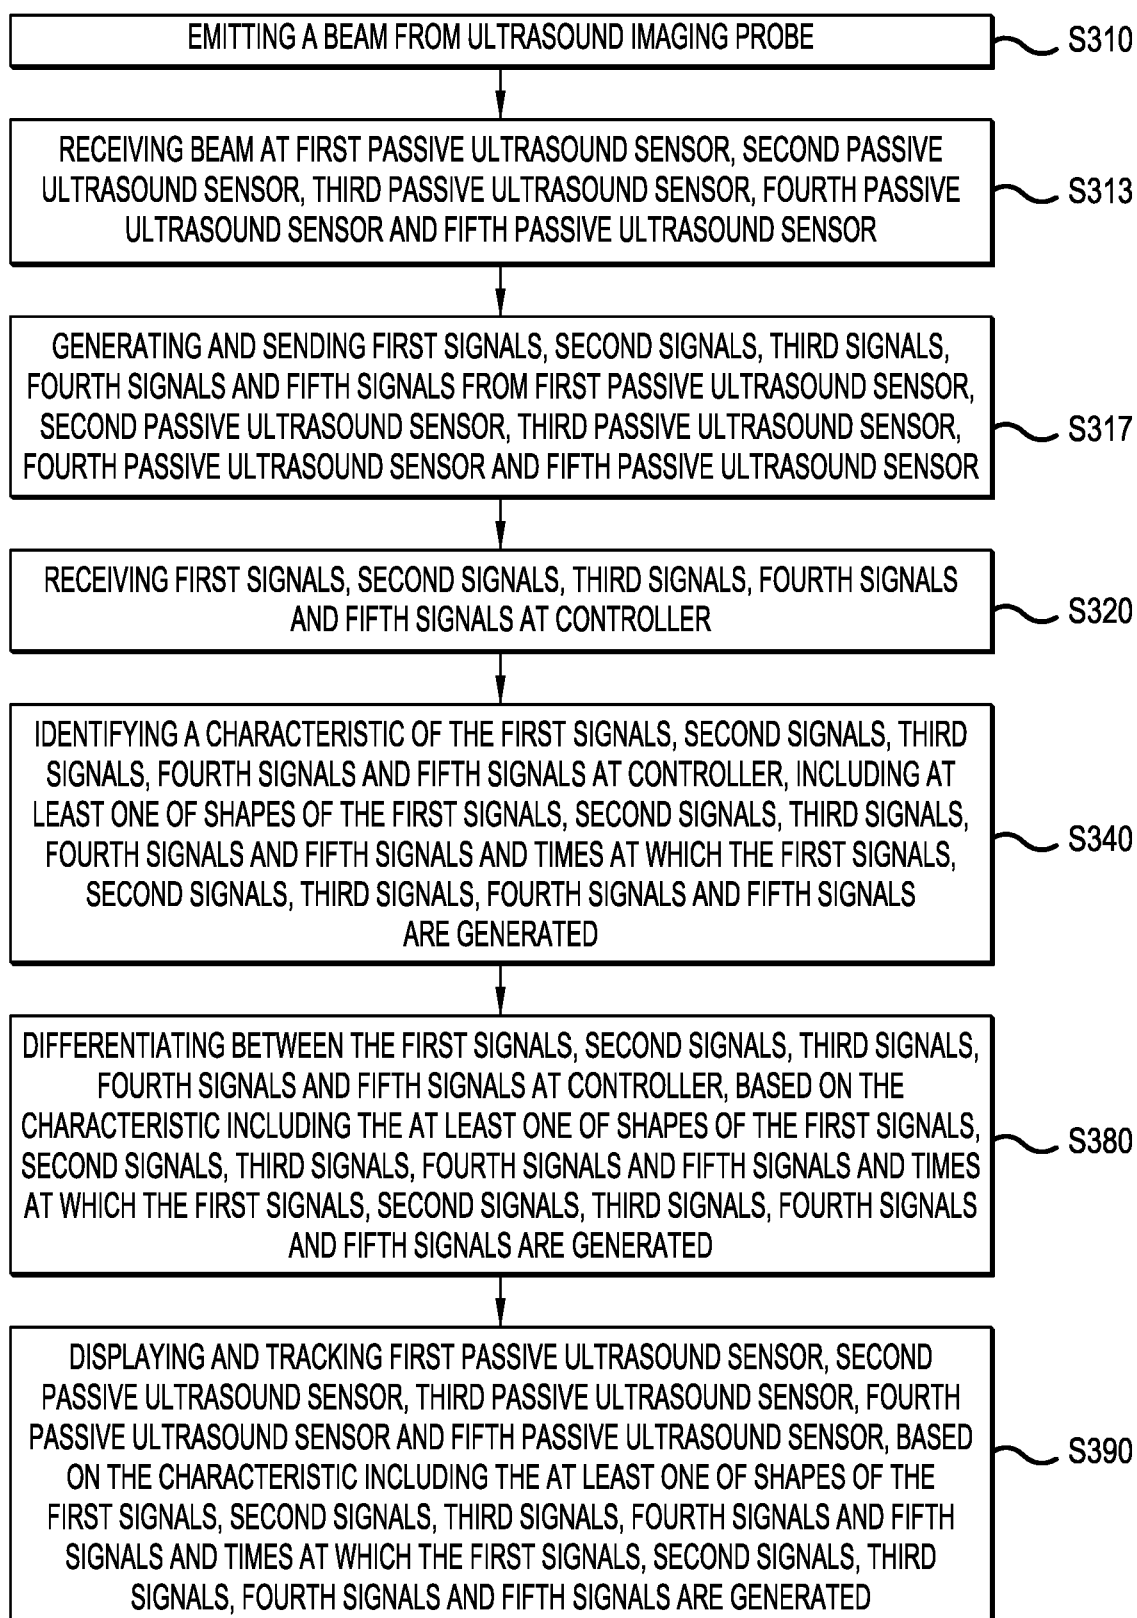 EMITTING A BEAM FROM ULTRASOUND IMAGING PROBE
S310
RECEIVING BEAM AT FIRST PASSIVE ULTRASOUND SENSOR, SECOND PASSIVE
ULTRASOUND SENSOR, THIRD PASSIVE ULTRASOUND SENSOR, FOURTH PASSIVE
ULTRASOUND SENSOR AND FIFTH PASSIVE ULTRASOUND SENSOR
S313
GENERATING AND SENDING FIRST SIGNALS, SECOND SIGNALS, THIRD SIGNALS,
FOURTH SIGNALS AND FIFTH SIGNALS FROM FIRST PASSIVE ULTRASOUND SENSOR,
SECOND PASSIVE ULTRASOUND SENSOR, THIRD PASSIVE ULTRASOUND SENSOR,
FOURTH PASSIVE ULTRASOUND SENSOR AND FIFTH PASSIVE ULTRASOUND SENSOR
S317
RECEIVING FIRST SIGNALS, SECOND SIGNALS, THIRD SIGNALS, FOURTH SIGNALS
AND FIFTH SIGNALS AT CONTROLLER
S320
IDENTIFYING A CHARACTERISTIC OF THE FIRST SIGNALS, SECOND SIGNALS, THIRD
SIGNALS, FOURTH SIGNALS AND FIFTH SIGNALS AT CONTROLLER, INCLUDING AT
LEAST ONE OF SHAPES OF THE FIRST SIGNALS, SECOND SIGNALS, THIRD SIGNALS,
FOURTH SIGNALS AND FIFTH SIGNALS AND TIMES AT WHICH THE FIRST SIGNALS,
SECOND SIGNALS, THIRD SIGNALS, FOURTH SIGNALS AND FIFTH SIGNALS
ARE GENERATED
S340
DIFFERENTIATING BETWEEN THE FIRST SIGNALS, SECOND SIGNALS, THIRD SIGNALS,
FOURTH SIGNALS AND FIFTH SIGNALS AT CONTROLLER, BASED ON THE
CHARACTERISTIC INCLUDING THE AT LEAST ONE OF SHAPES OF THE FIRST SIGNALS,
SECOND SIGNALS, THIRD SIGNALS, FOURTH SIGNALS AND FIFTH SIGNALS AND TIMES
AT WHICH THE FIRST SIGNALS, SECOND SIGNALS, THIRD SIGNALS, FOURTH SIGNALS
AND FIFTH SIGNALS ARE GENERATED
S380
DISPLAYING AND TRACKING FIRST PASSIVE ULTRASOUND SENSOR, SECOND
PASSIVE ULTRASOUND SENSOR, THIRD PASSIVE ULTRASOUND SENSOR, FOURTH
PASSIVE ULTRASOUND SENSOR AND FIFTH PASSIVE ULTRASOUND SENSOR, BASED
ON THE CHARACTERISTIC INCLUDING THE AT LEAST ONE OF SHAPES OF THE
FIRST SIGNALS, SECOND SIGNALS, THIRD SIGNALS, FOURTH SIGNALS AND FIFTH
SIGNALS AND TIMES AT WHICH THE FIRST SIGNALS, SECOND SIGNALS, THIRD
SIGNALS, FOURTH SIGNALS AND FIFTH SIGNALS ARE GENERATED
S390